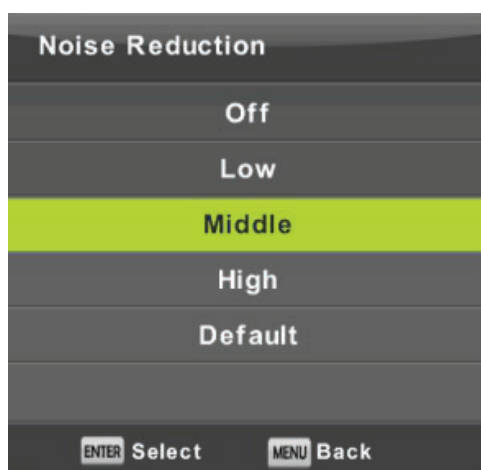 Noise Reduction
Off
Low
Middle
High
Default
ENTER Select MENU Back